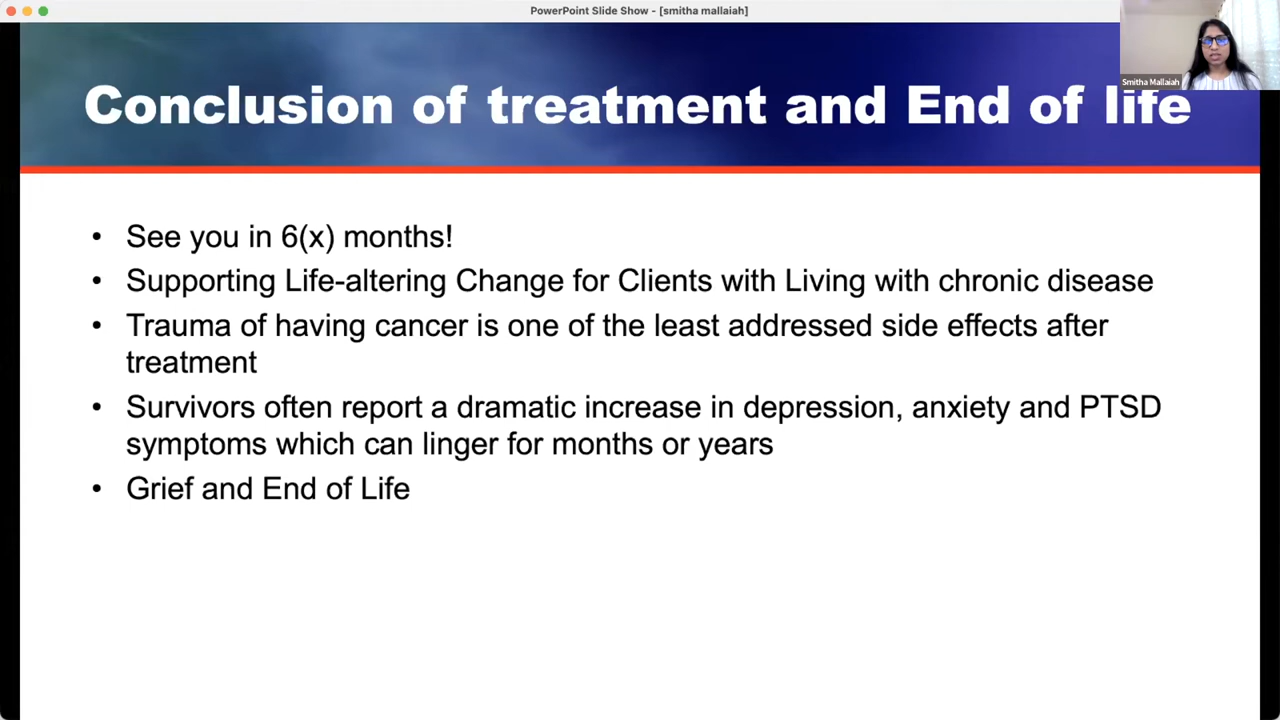 PowerPoint Slide Show - [smitha mallaiah]
Smitha Mallaiah
Conclusion of treatment and End of life
• See you in 6(x) months!
• Supporting Life-altering Change for Clients with Living with chronic disease
• Trauma of having cancer is one of the least addressed side effects after
treatment
• Survivors often report a dramatic increase in depression, anxiety and PTSD
symptoms which can linger for months or years
• Grief and End of Life